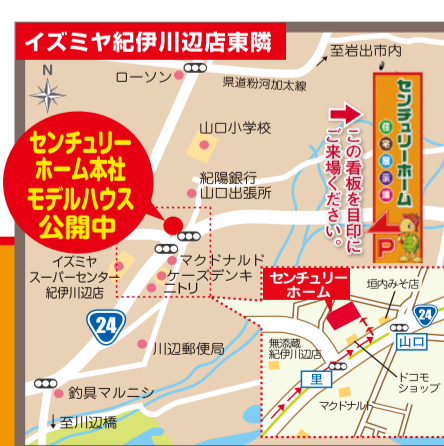 イズミヤ紀伊川辺店東隣
N
ローソン
至岩出市内
県道粉河加太線
センチュリーホーム
住宅展示場
P
この看板を目印に
ご来場ください。
山口小学校
センチュリー
ホーム本社
モデルハウス
公開中
紀陽銀行
山口出張所
イズミヤ
スーパーセンター
紀伊川辺店
マクドナルド
ケーズデンキ
ニトリ
24
川辺郵便局
釣具マルニシ
至川辺橋
センチュリー
ホーム
垣内みそ店
24
山口
無添蔵
紀伊川辺店
里
ドコモ
ショップ
マクドナルド